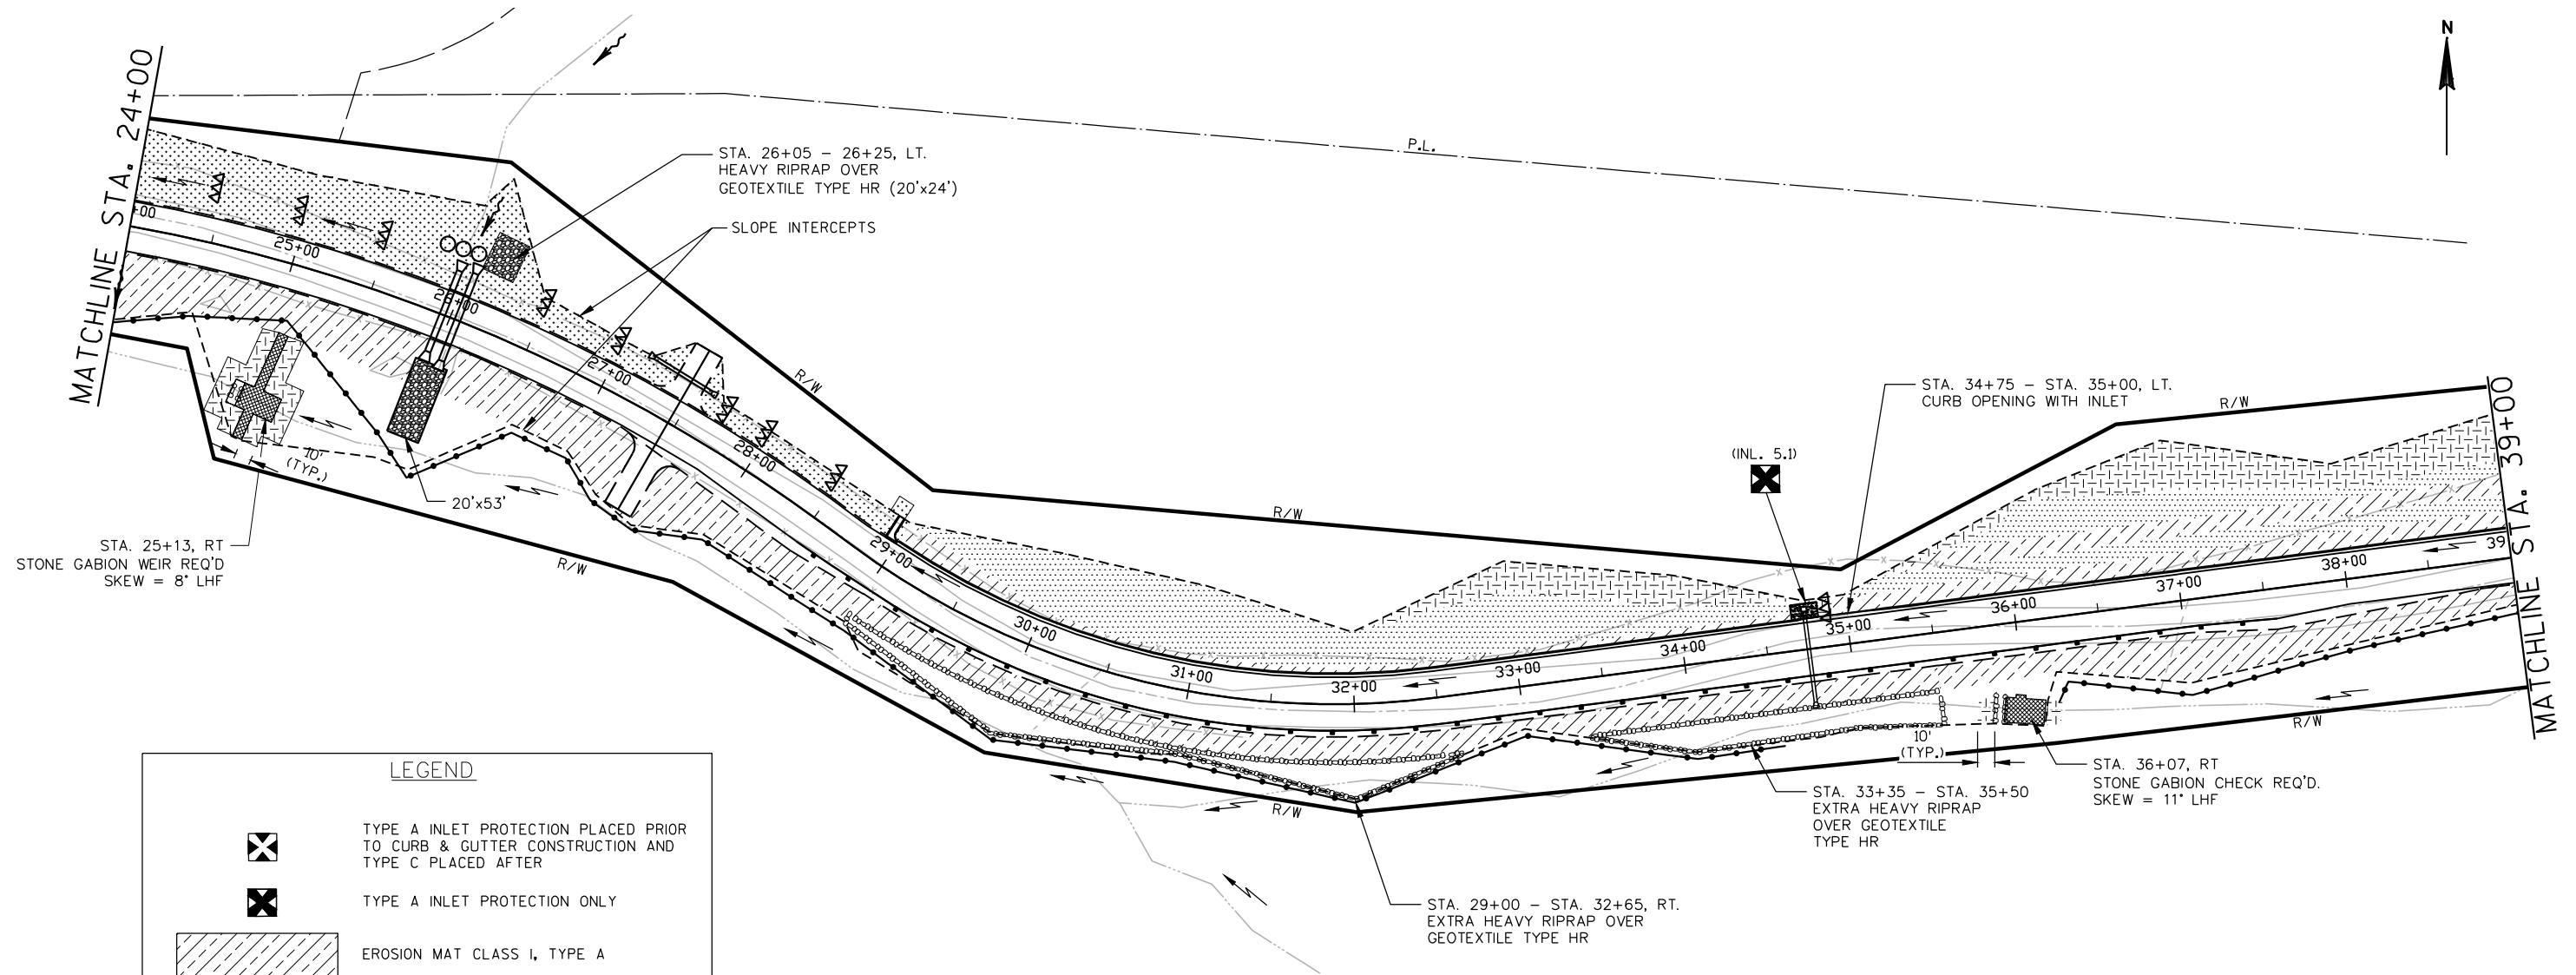 N
MATCHLINE STA. 24+00
P.L.
STA. 26+05 - 26+25, LT.
HEAVY RIPRAP OVER
GEOTEXTILE TYPE HR (20'x24')
SLOPE INTERCEPTS
+00
25+00
26+00
27+00
28+00
29+00
30+00
31+00
32+00
33+00
34+00
35+00
36+00
37+00
38+00
39
R/W
R/W
R/W
STA. 34+75 - STA. 35+00, LT.
CURB OPENING WITH INLET
(INL. 5.1)
MATCHLINE STA. 39+00
10'
(TYP.)
20'x53'
STA. 25+13, RT
STONE GABION WEIR REQ'D
SKEW = 8° LHF
R/W
R/W
R/W
10'
(TYP.)
STA. 36+07, RT
STONE GABION CHECK REQ'D.
SKEW = 11° LHF
STA. 33+35 - STA. 35+50
EXTRA HEAVY RIPRAP
OVER GEOTEXTILE
TYPE HR
STA. 29+00 - STA. 32+65, RT.
EXTRA HEAVY RIPRAP OVER
GEOTEXTILE TYPE HR
LEGEND
TYPE A INLET PROTECTION PLACED PRIOR
TO CURB & GUTTER CONSTRUCTION AND
TYPE C PLACED AFTER
TYPE A INLET PROTECTION ONLY
EROSION MAT CLASS I, TYPE A